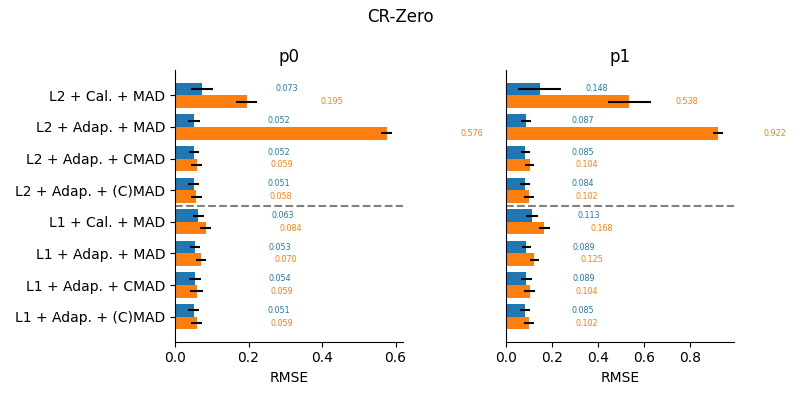 CR-Zero
p0
p1
L2 + Cal. + MAD
0.073
0.195
0.148
0.538
L2 + Adap. + MAD
0.052
0.576
0.087
0.922
L2 + Adap. + CMAD
0.052
0.059
0.085
0.104
L2 + Adap. + (C)MAD
0.051
0.058
0.084
0.102
L1 + Cal. + MAD
0.063
0.084
0.113
0.168
L1 + Adap. + MAD
0.053
0.070
0.089
0.125
L1 + Adap. + CMAD
0.054
0.059
0.089
0.104
L1 + Adap. + (C)MAD
0.051
0.059
0.085
0.102
0.0 0.2 0.4 0.6
0.0 0.2 0.4 0.6 0.8
RMSE
RMSE